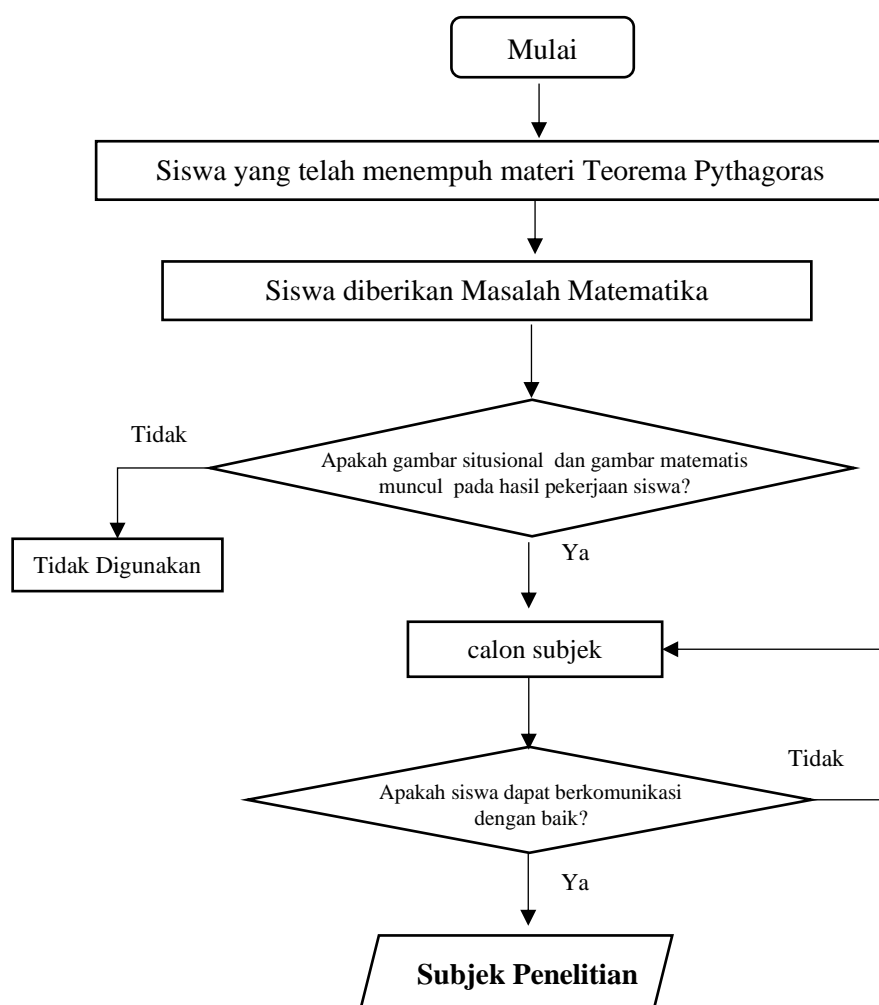 Mulai
Siswa yang telah menempuh materi Teorema Pythagoras
Siswa diberikan Masalah Matematika
Tidak
Apakah gambar situsional dan gambar matematis
muncul pada hasil pekerjaan siswa?
Tidak Digunakan
Ya
calon subjek
Tidak
Apakah siswa dapat berkomunikasi
dengan baik?
Ya
Subjek Penelitian